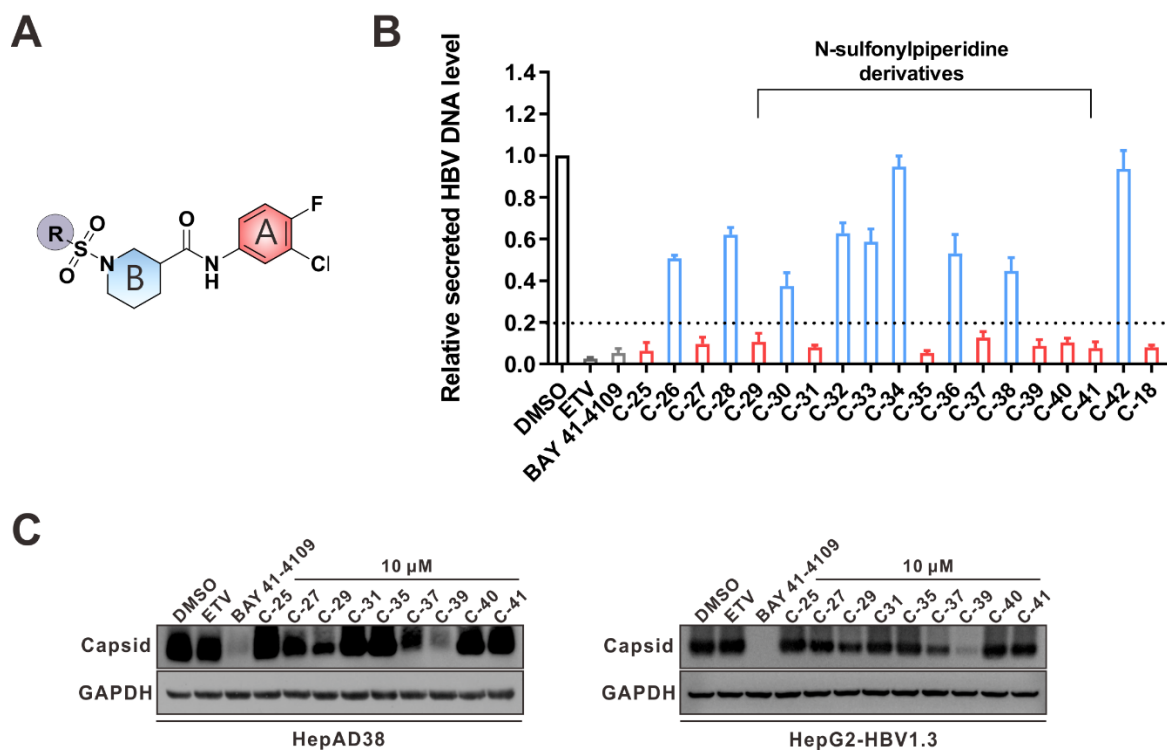 A
B
N-sulfonylpiperidine
derivatives
Relative secreted HBV DNA level
1.4
1.2
1.0
0.8
0.6
0.4
0.2
0.0
DMSO
ETV
BAY 41-4109
C-25
C-26
C-27
C-28
C-29
C-30
C-31
C-32
C-33
C-34
C-35
C-36
C-37
C-38
C-39
C-40
C-41
C-42
C-18
R
O
S
O
N
B
O
N
H
A
F
Cl
C
10 μM
DMSO
ETV
BAY 41-4109
C-25
C-27
C-29
C-31
C-35
C-37
C-39
C-40
C-41
Capsid
GAPDH
HepAD38
10 μM
DMSO
ETV
BAY 41-4109
C-25
C-27
C-29
C31
C-35
C-37
C-39
C-40
C-41
Capsid
GAPDH
HepG2-HBV1.3